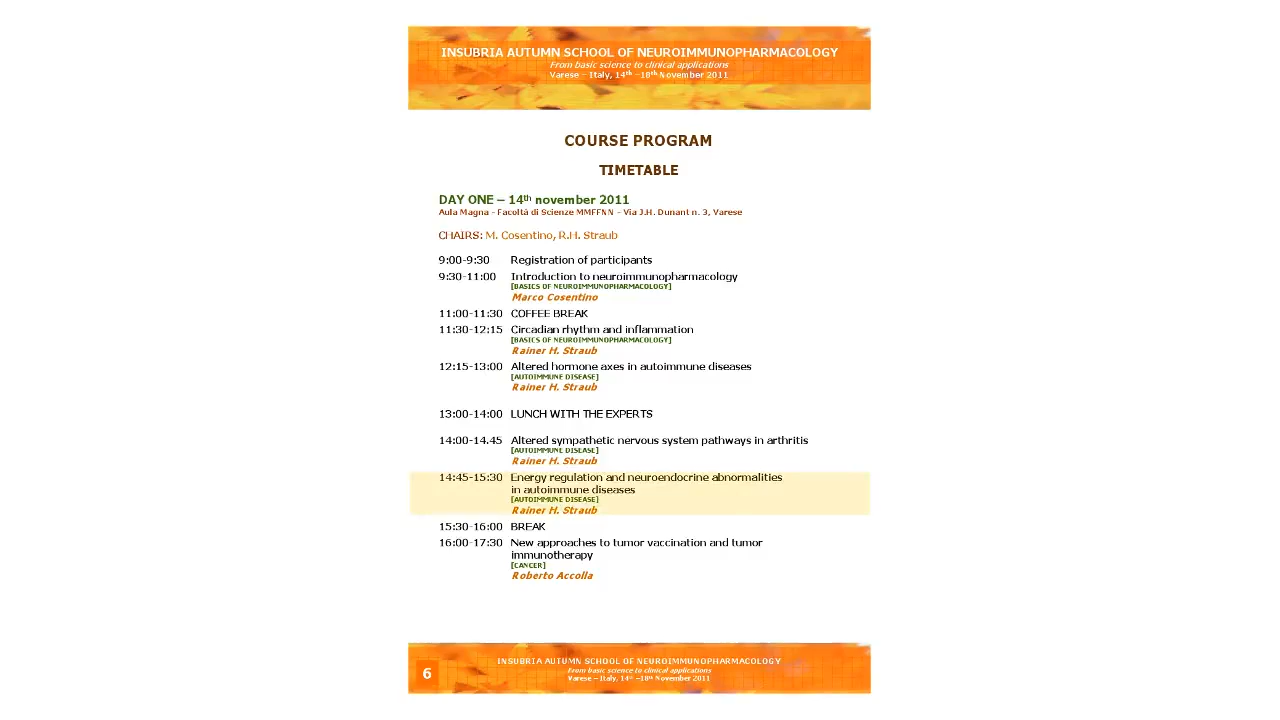 INSUBRIA AUTUMN SCHOOL OF NEUROIMMUNOPHARMACOLOGY
From basic science to clinical applications
Varese – Italy, 14th –18th November 2011
COURSE PROGRAM
TIMETABLE
DAY ONE – 14th november 2011
Aula Magna - Facoltà di Scienze MMFFNN – Via J.H. Dunant n. 3, Varese
CHAIRS: M. Cosentino, R.H. Straub
9:00-9:30 Registration of participants
9:30-11:00 Introduction to neuroimmunopharmacology
[BASICS OF NEUROIMMUNOPHARMACOLOGY]
Marco Cosentino
11:00-11:30 COFFEE BREAK
11:30-12:15 Circadian rhythm and inflammation
[BASICS OF NEUROIMMUNOPHARMACOLOGY]
Rainer H. Straub
12:15-13:00 Altered hormone axes in autoimmune diseases
[AUTOIMMUNE DISEASE]
Rainer H. Straub
13:00-14:00 LUNCH WITH THE EXPERTS
14:00-14.45 Altered sympathetic nervous system pathways in arthritis
[AUTOIMMUNE DISEASE]
Rainer H. Straub
14:45-15:30 Energy regulation and neuroendocrine abnormalities
in autoimmune diseases
[AUTOIMMUNE DISEASE]
Rainer H. Straub
15:30-16:00 BREAK
16:00-17:30 New approaches to tumor vaccination and tumor
immunotherapy
[CANCER]
Roberto Accolla
6
INSUBRIA AUTUMN SCHOOL OF NEUROIMMUNOPHARMACOLOGY
From basic science to clinical applications
Varese – Italy, 14th –18th November 2011